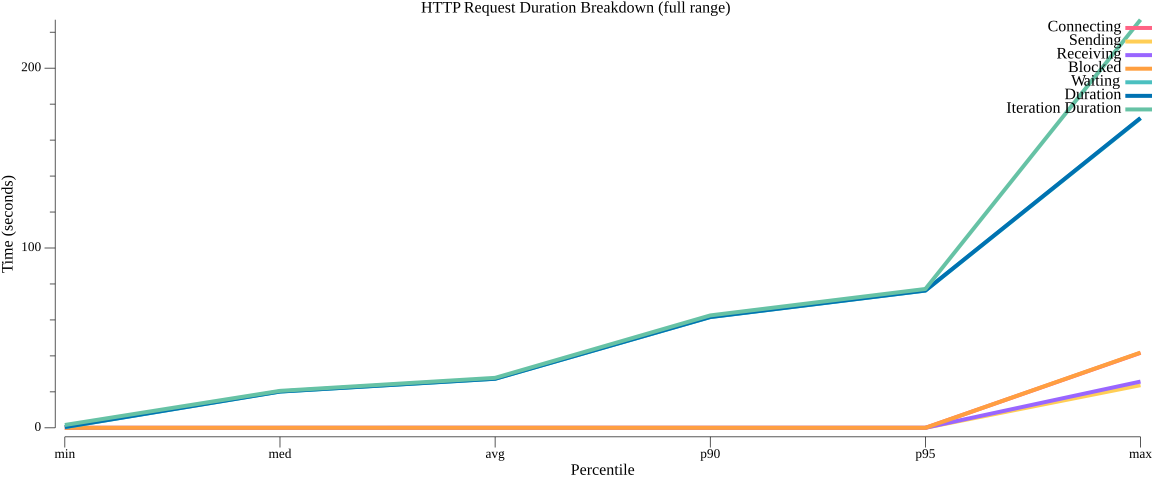 HTTP Request Duration Breakdown (full range)
Connecting
Sending
Receiving
Blocked
Waiting
Duration
Iteration Duration
200
100
0
Time (seconds)
min med avg p90 p95 max
Percentile